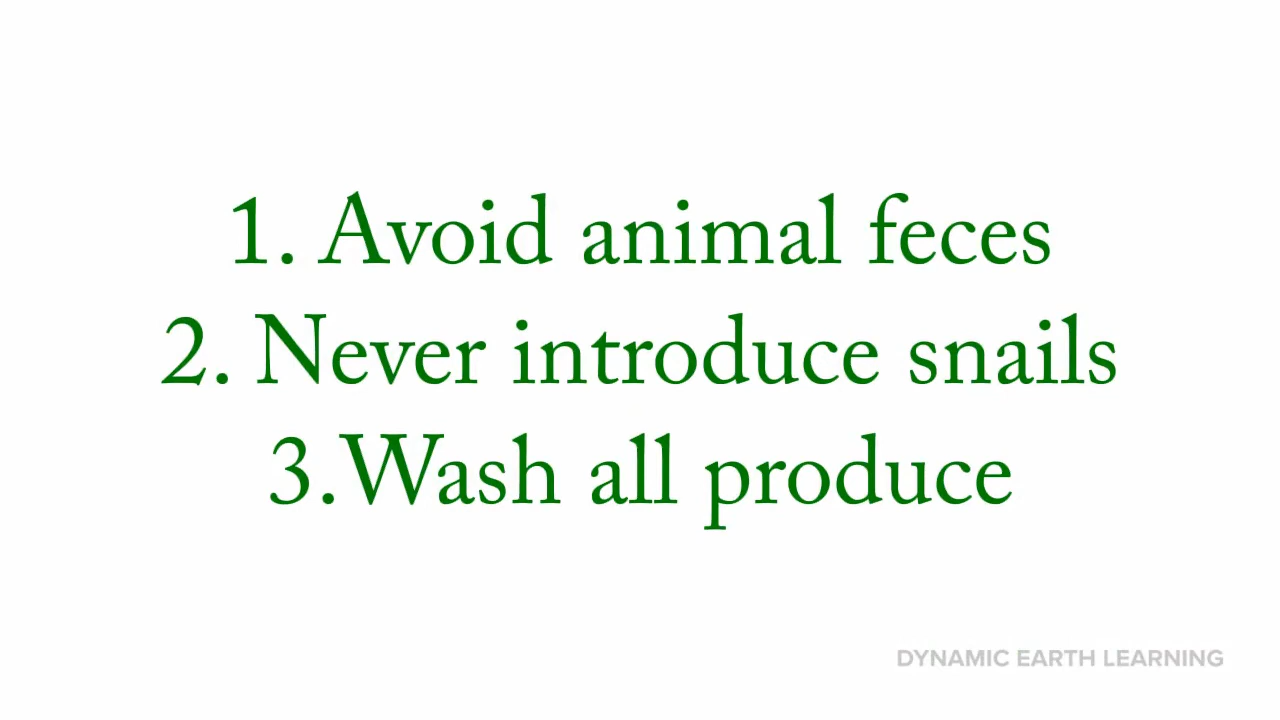 1. Avoid animal feces
2. Never introduce snails
3.Wash all produce
DYNAMIC EARTH LEARNING